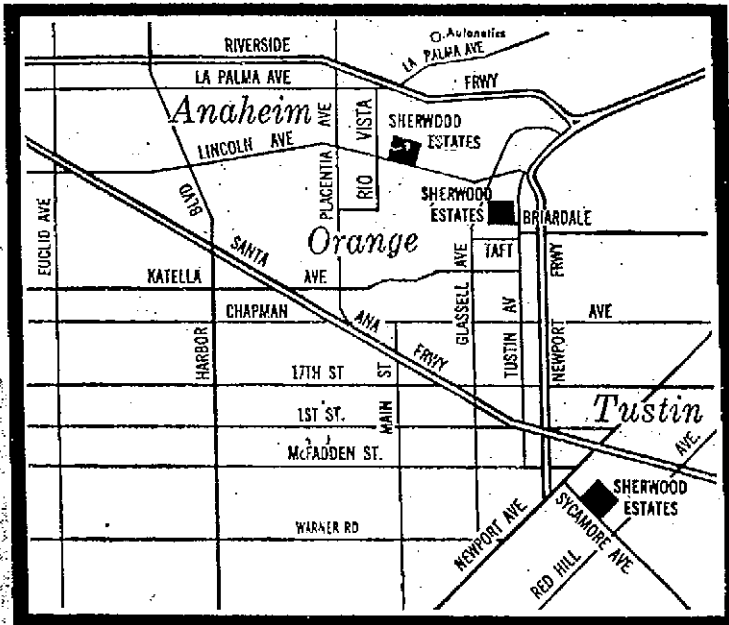 Autonetics
RIVERSIDE
LA PALMA AVE
LA PALMA AVE
FRWY
Anaheim
PLACENTIA AVE
RIO VISTA
SHERWOOD
ESTATES
LINCOLN AVE
BLVD
SHERWOOD
ESTATES
BRIARDALE
EUCLID AVE
Orange
SANTA
TAFT
GLASSELL AVE
FRWY
KATELLA AVE
CHAPMAN
ANA
AVE
HARBOR
TUSTIN AV
NEWPORT
FRWY
17TH ST
MAIN ST
Tustin
1ST ST.
McFADDEN ST.
AVE.
SHERWOOD
ESTATES
WARNER RD
NEWPORT AVE
SYCAMORE AVE.
RED HILL